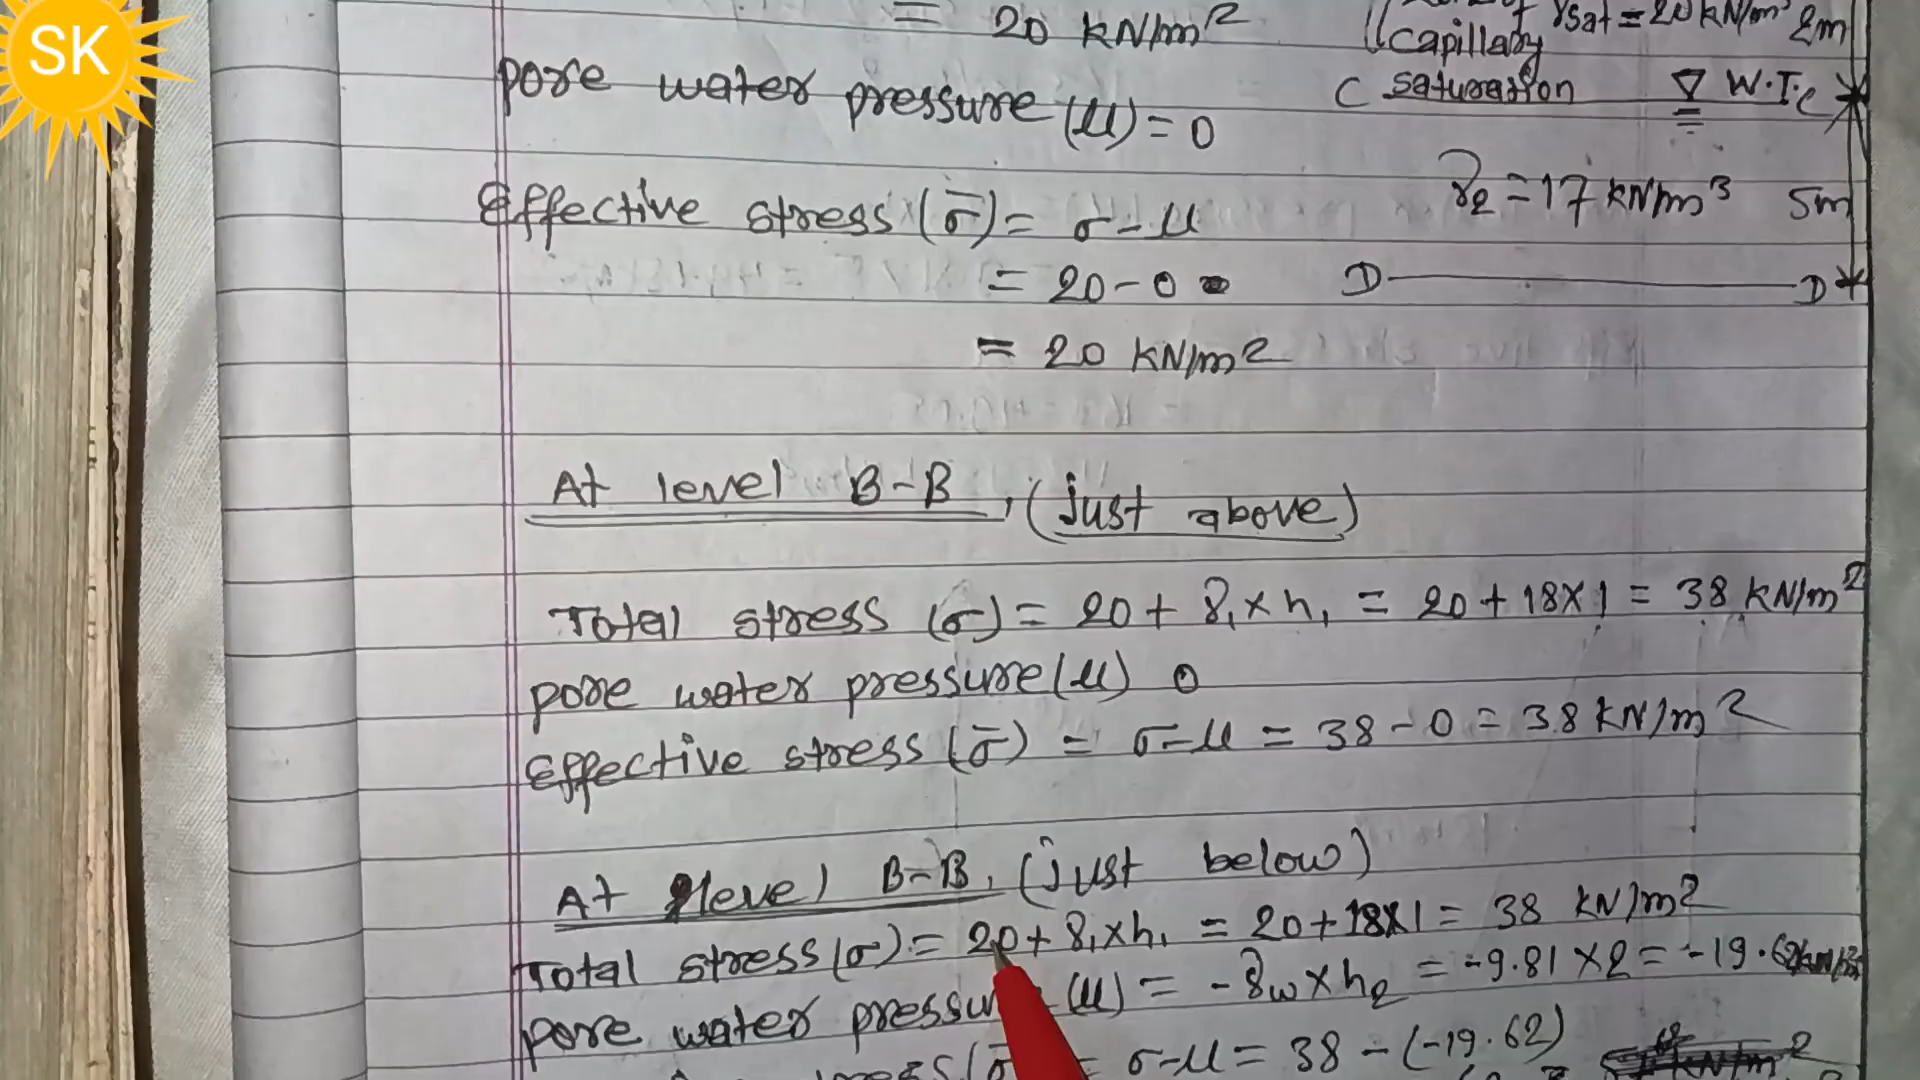 SK
= 20 kN/m²
Capillary
saturation
γsat = 20 kN/m³ 2m
C ▽ W.T. C
pore water pressure (u) = 0
γ2 = 17 kN/m³ 5m
Effective stress (σ̄) = σ - u
= 20 - 0
D D
= 20 kN/m²
At level B-B, (just above)
Total stress (σ) = 20 + γ1 × h1 = 20 + 18 × 1 = 38 kN/m²
pore water pressure (u) 0
Effective stress (σ̄) = σ - u = 38 - 0 = 38 kN/m²
At level B-B, (just below)
Total stress (σ) = 20 + γ1 × h1 = 20 + 18 × 1 = 38 kN/m²
pore water pressu (u) = - γw × h2 = -9.81 × 2 = -19.62 kN/m²
σ - u = 38 - (-19.62)